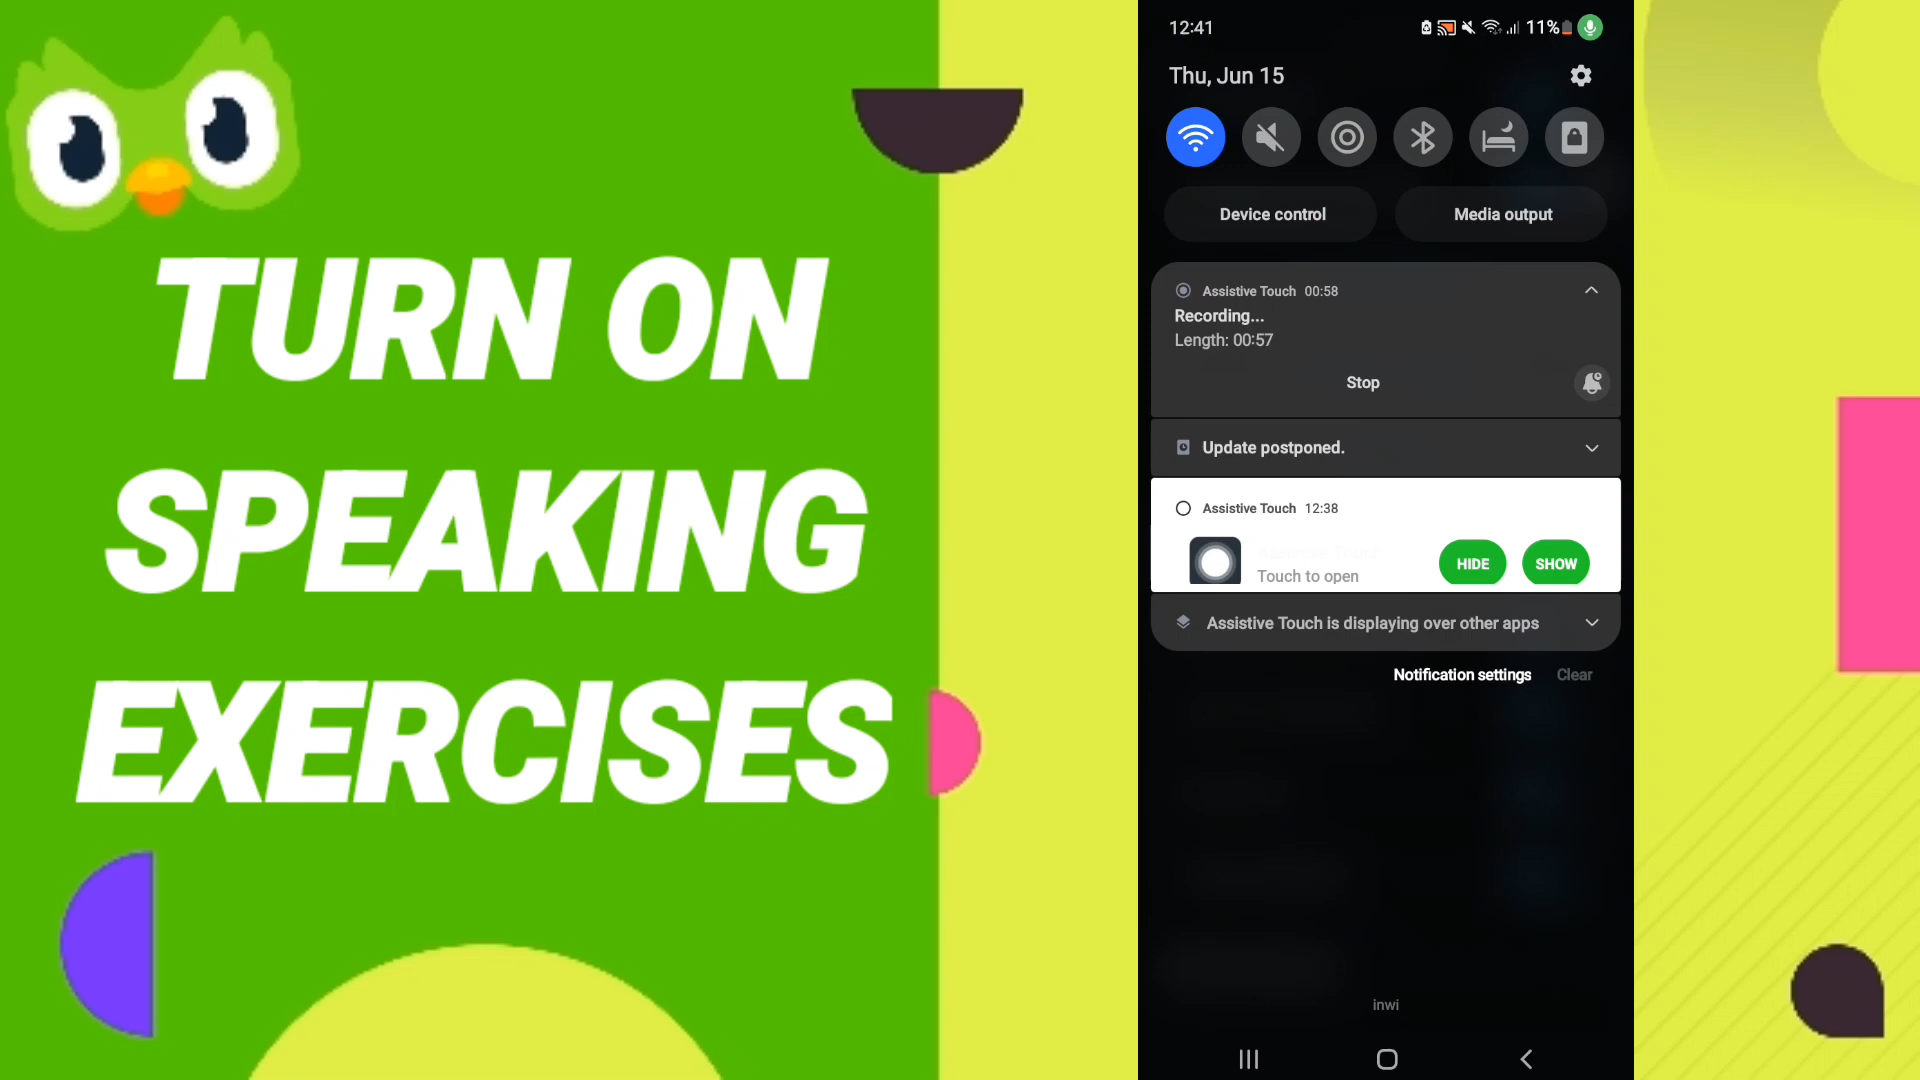 TURN ON
SPEAKING
EXERCISES
12:41
11%
Thu, Jun 15
Device control
Media output
Assistive Touch 00:58
Recording...
Length: 00:57
Stop
Update postponed.
Assistive Touch 12:38
Touch to open
HIDE
SHOW
Assistive Touch is displaying over other apps
Notification settings
Clear
inwi